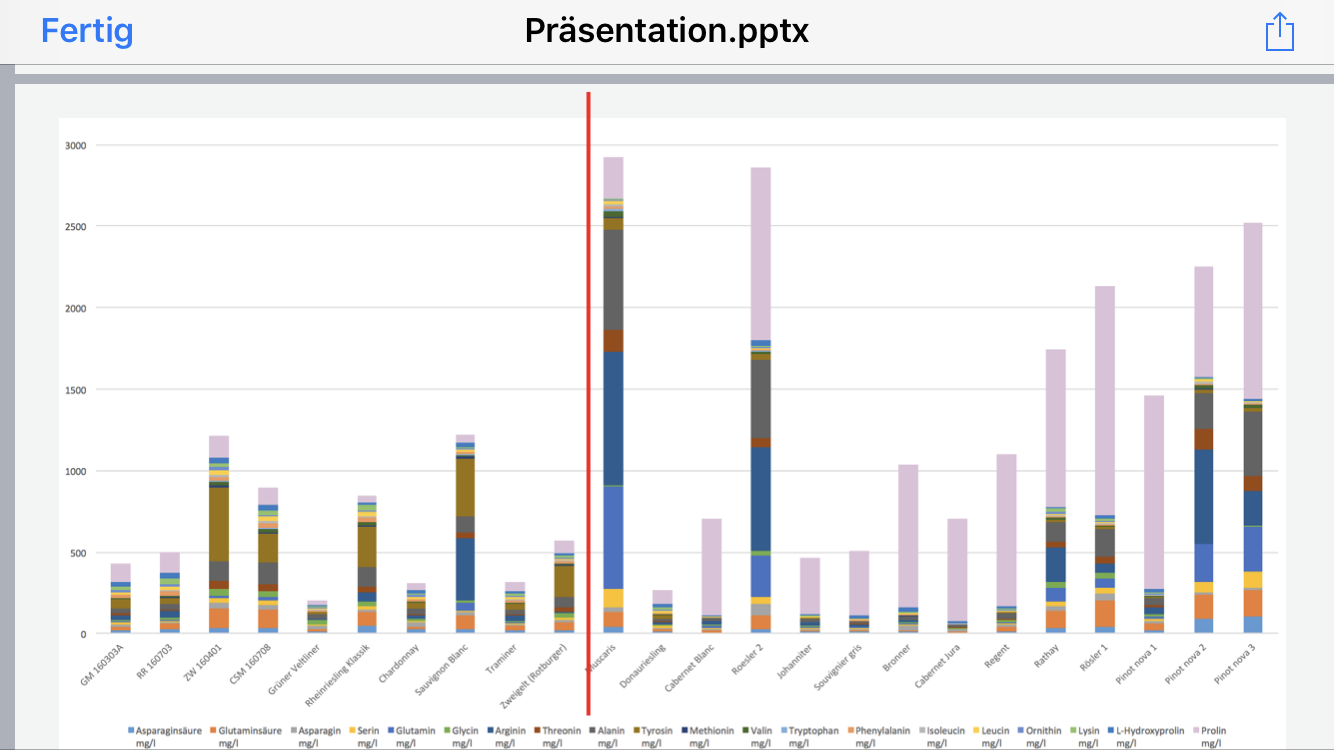 Fertig Präsentation.pptx
3000
2500
2000
1500
1000
500
0
GM 160303A
RR 160703
ZW 160401
CSM 160708
Grüner Veltliner
Rheinriesling Klassik
Chardonnay
Sauvignon Blanc
Traminer
Zweigelt (Rotburger)
Muscaris
Donauriesling
Cabernet Blanc
Roesler 2
Johanniter
Souvignier gris
Bronner
Cabernet Jura
Regent
Rathay
Rösler 1
Pinot nova 1
Pinot nova 2
Pinot nova 3
Asparaginsäure Glutaminsäure Asparagin Serin Glutamin Glycin Arginin Threonin Alanin Tyrosin Methionin Valin Tryptophan Phenylalanin Isoleucin Leucin Ornithin Lysin L-Hydroxyprolin Prolin
mg/l mg/l mg/l mg/l mg/l mg/l mg/l mg/l mg/l mg/l mg/l mg/l mg/l mg/l mg/l mg/l mg/l mg/l mg/l mg/l